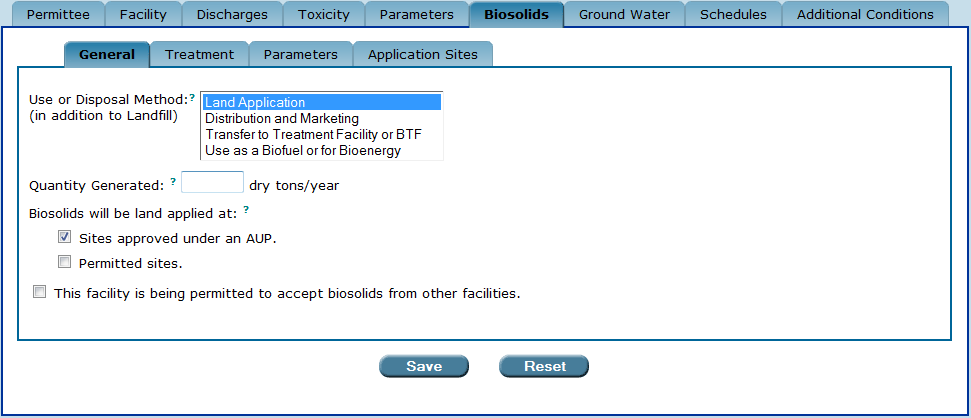 Permittee Facility Discharges Toxicity Parameters Biosolids Ground Water Schedules Additional Conditions
General Treatment Parameters Application Sites
Use or Disposal Method: ?
(in addition to Landfill)
Land Application
Distribution and Marketing
Transfer to Treatment Facility or BTF
Use as a Biofuel or for Bioenergy
Quantity Generated: ? dry tons/year
Biosolids will be land applied at: ?
Sites approved under an AUP.
Permitted sites.
This facility is being permitted to accept biosolids from other facilities.
Save Reset